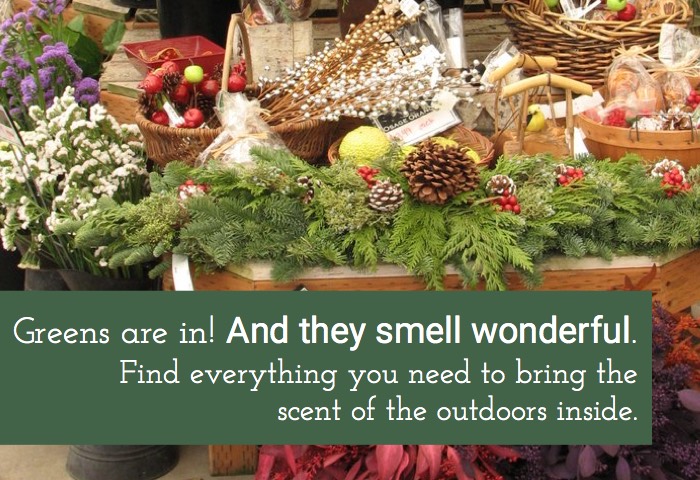 Greens are in! And they smell wonderful.
Find everything you need to bring the
scent of the outdoors inside.